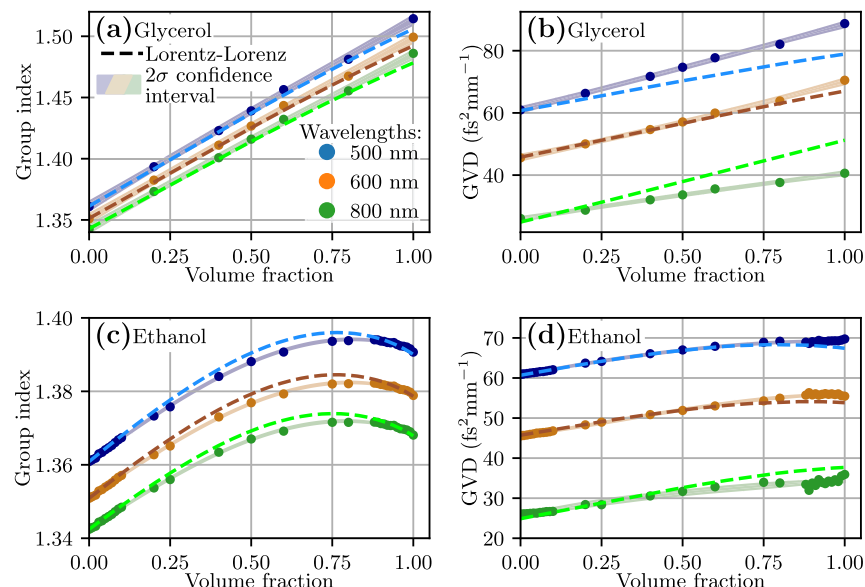 (a) Glycerol
Lorentz-Lorenz
2σ confidence
interval
Wavelengths:
500 nm
600 nm
800 nm
Group index
1.50
1.45
1.40
1.35
0.00 0.25 0.50 0.75 1.00
Volume fraction
(b) Glycerol
GVD (fs²mm⁻¹)
80
60
40
0.00 0.25 0.50 0.75 1.00
Volume fraction
(c) Ethanol
Group index
1.40
1.38
1.36
1.34
0.00 0.25 0.50 0.75 1.00
Volume fraction
(d) Ethanol
GVD (fs²mm⁻¹)
70
60
50
40
30
20
0.00 0.25 0.50 0.75 1.00
Volume fraction